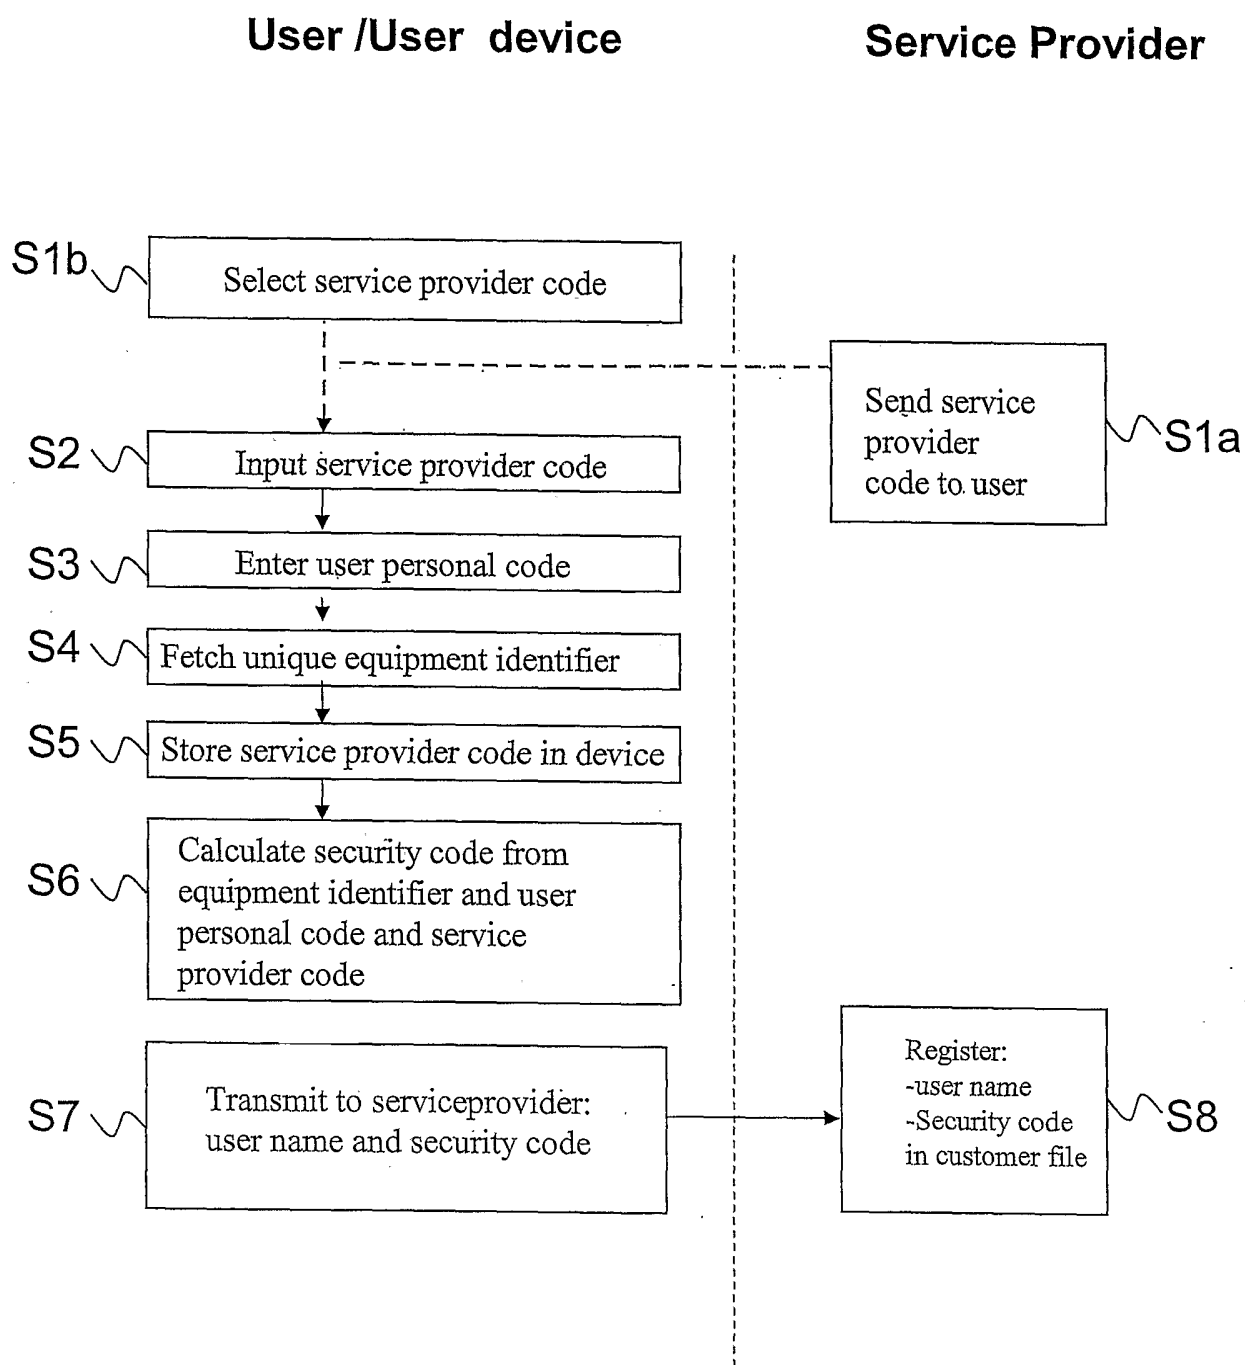 User /User device
Service Provider
S1b
Select service provider code
Send service
provider
code to user
S1a
S2
Input service provider code
S3
Enter user personal code
S4
Fetch unique equipment identifier
S5
Store service provider code in device
S6
Calculate security code from
equipment identifier and user
personal code and service
provider code
S7
Transmit to serviceprovider:
user name and security code
Register:
-user name
-Security code
in customer file
S8